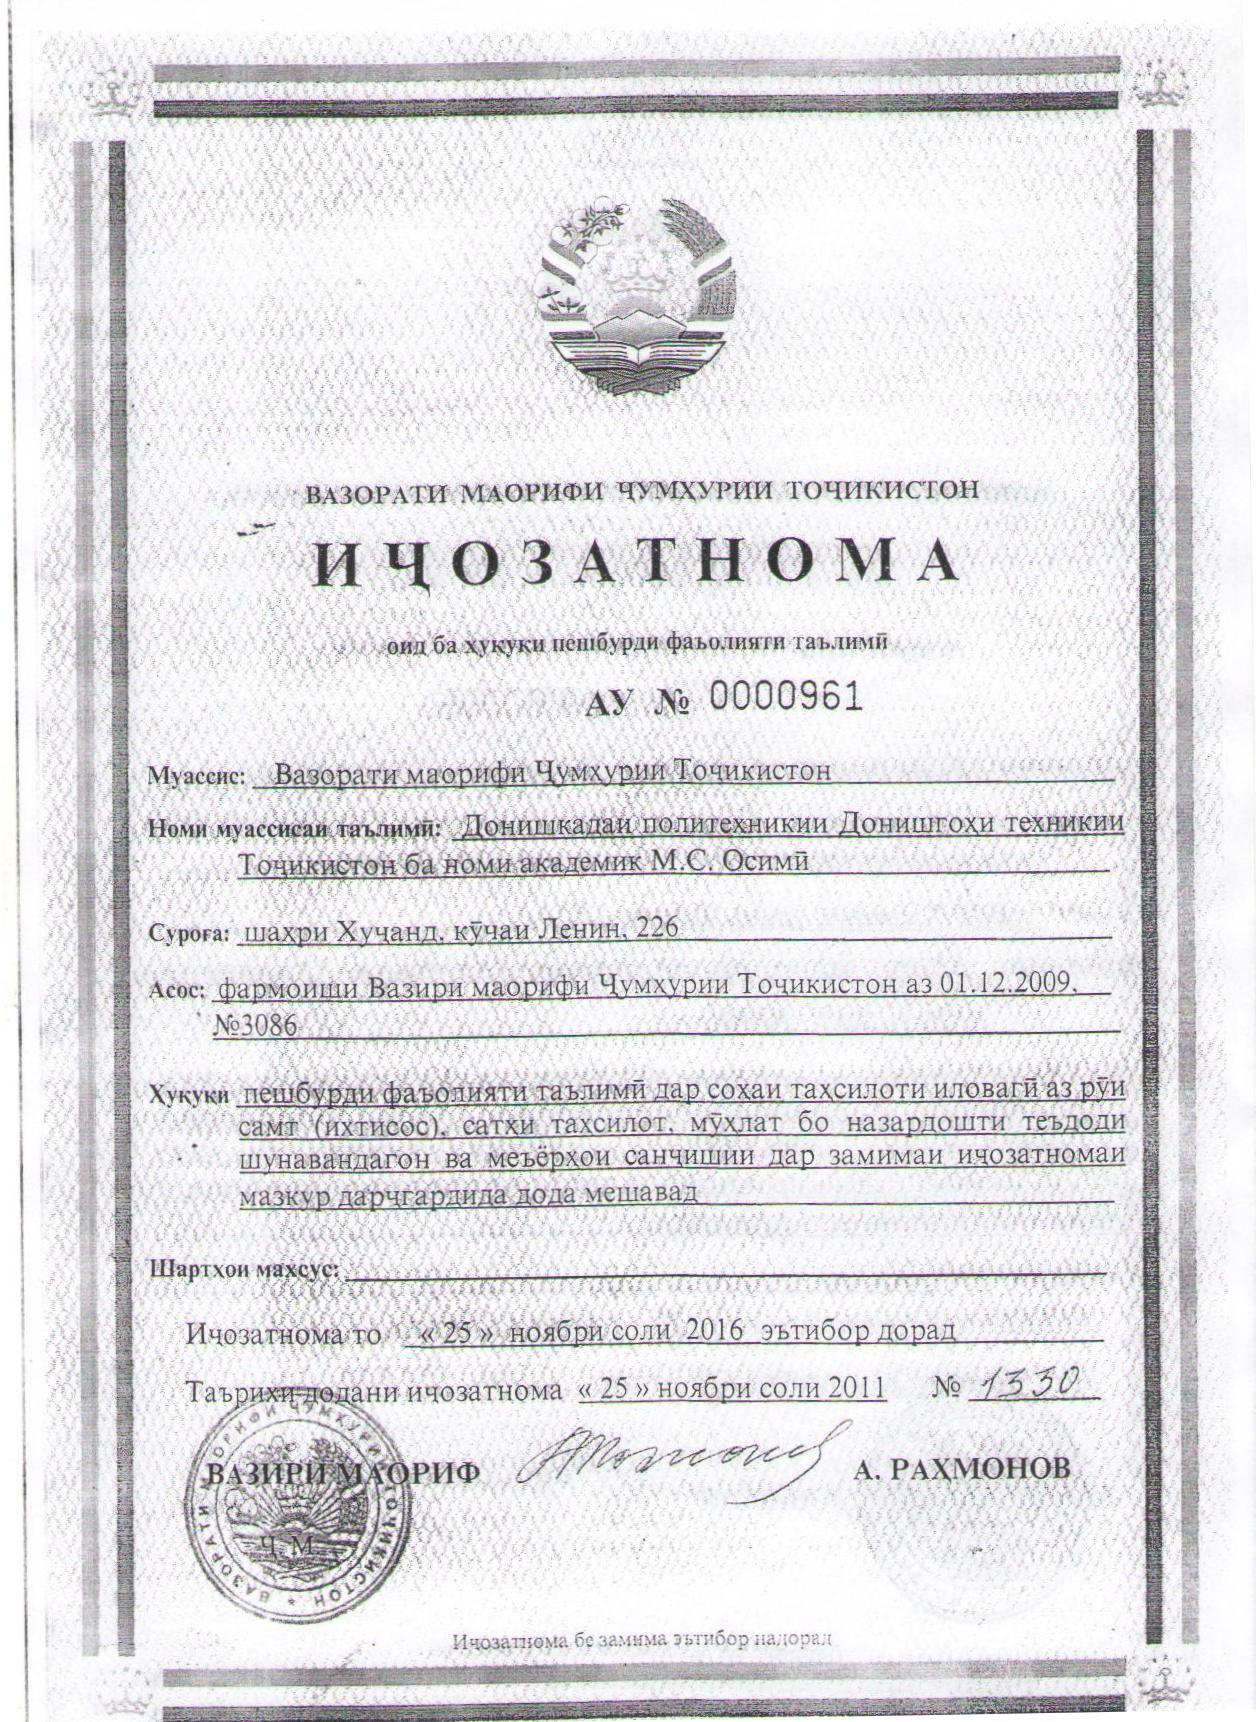 ВАЗОРАТИ МАОРИФИ ҶУМҲУРИИ ТОҶИКИСТОН
ИҶОЗАТНОМА
оид ба ҳуқуқи пешбурди фаъолияти таълимӣ
АУ № 0000961
Муассис: Вазорати маорифи Ҷумҳурии Тоҷикистон
Номи муассисаи таълимӣ: Донишкадаи политехникии Донишгоҳи техникии
Тоҷикистон ба номи академик М.С. Осимӣ
Суроға: шаҳри Хуҷанд, кӯчаи Ленин, 226
Асос: фармоиши Вазири маорифи Ҷумҳурии Тоҷикистон аз 01.12.2009,
№3086
Ҳуқуқи пешбурди фаъолияти таълимӣ дар соҳаи таҳсилоти иловагӣ аз рӯи
самт (ихтисос), сатҳи таҳсилот, мӯҳлат бо назардошти теъдоди
шунавандагон ва меъёрҳои санҷишии дар замимаи иҷозатномаи
мазкур дарҷгардида дода мешавад
Шартҳои махсус:
Иҷозатнома то « 25 » ноябри соли 2016 эътибор дорад
Таърихи додани иҷозатнома « 25 » ноябри соли 2011 № 1330
ВАЗИРИ МАОРИФ А. РАҲМОНОВ
Ҷ. М.
ВАЗОРАТИ МАОРИФИ ҶУМҲУРИИ ТОҶИКИСТОН *
Иҷозатнома бе замима эътибор надорад